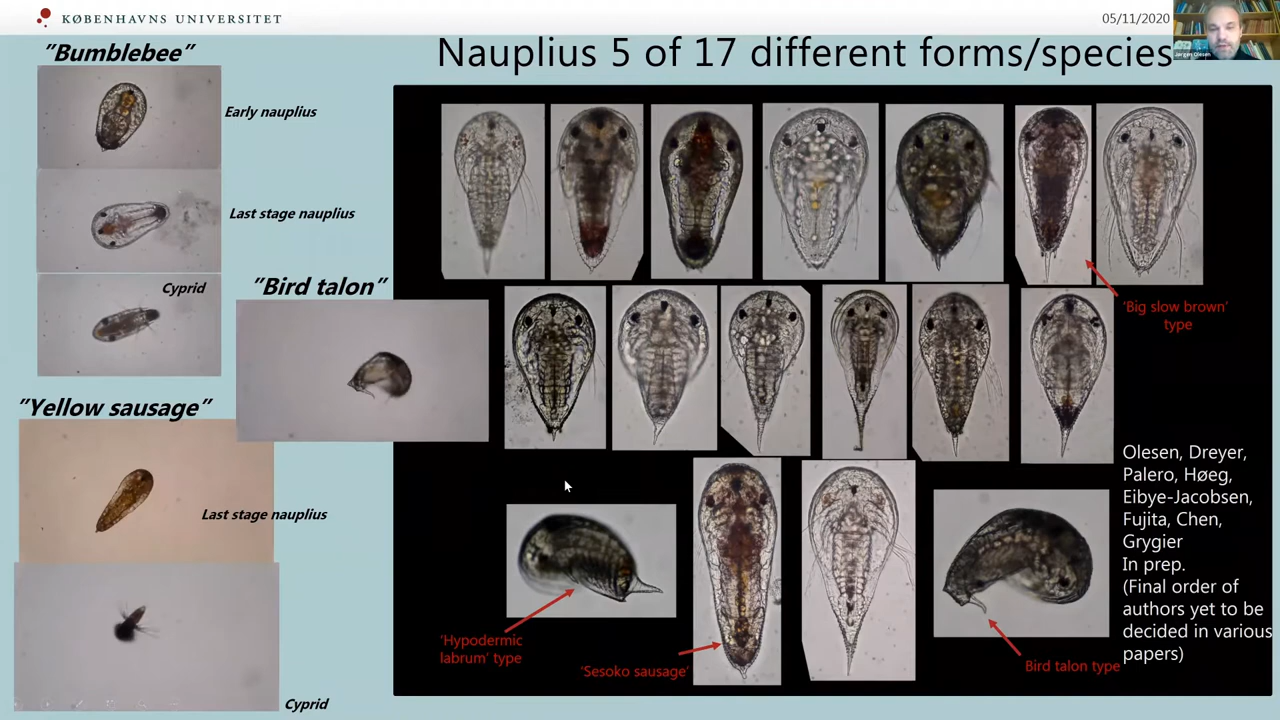 KØBENHAVNS UNIVERSITET
05/11/2020
Jørgen Olesen
Nauplius 5 of 17 different forms/species
"Bumblebee"
Early nauplius
Last stage nauplius
Cyprid
"Bird talon"
"Yellow sausage"
Last stage nauplius
Cyprid
'Big slow brown'
type
'Hypodermic
labrum' type
'Sesoko sausage'
Bird talon type
Olesen, Dreyer,
Palero, Høeg,
Eibye-Jacobsen,
Fujita, Chen,
Grygier
In prep.
(Final order of
authors yet to be
decided in various
papers)